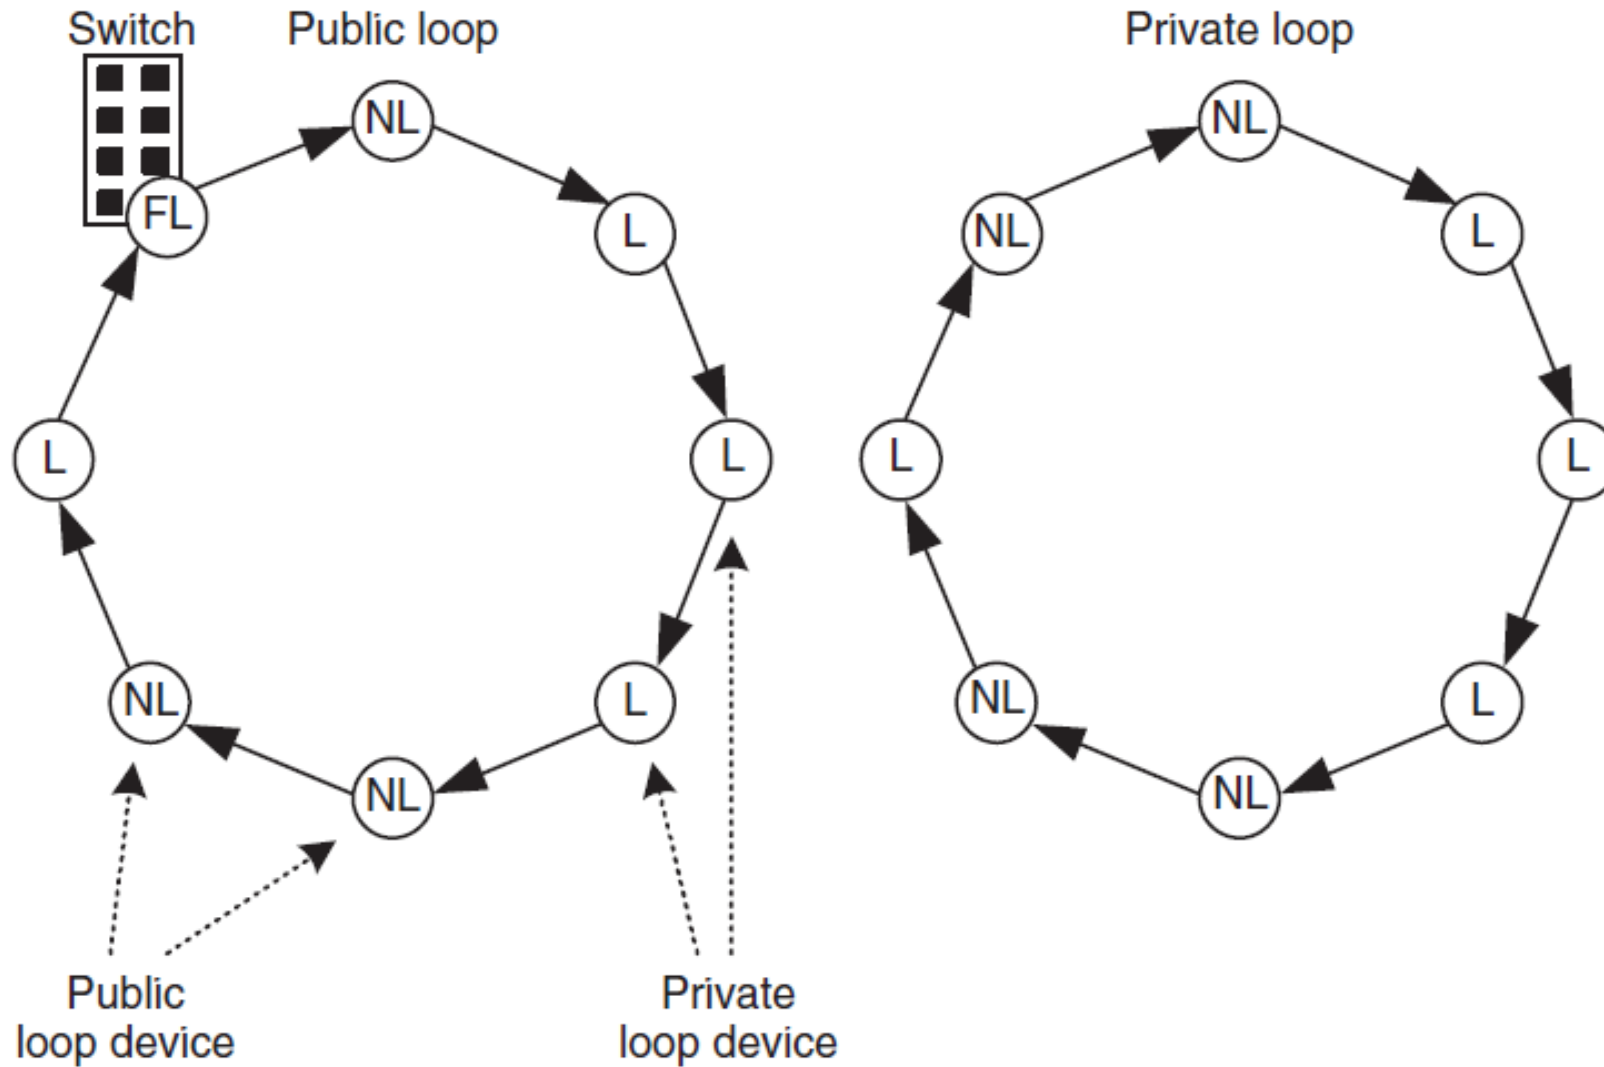 Switch
Public loop
Private loop
NL
NL
FL
L
NL
L
L
L
L
L
NL
L
NL
L
NL
NL
Public
loop device
Private
loop device